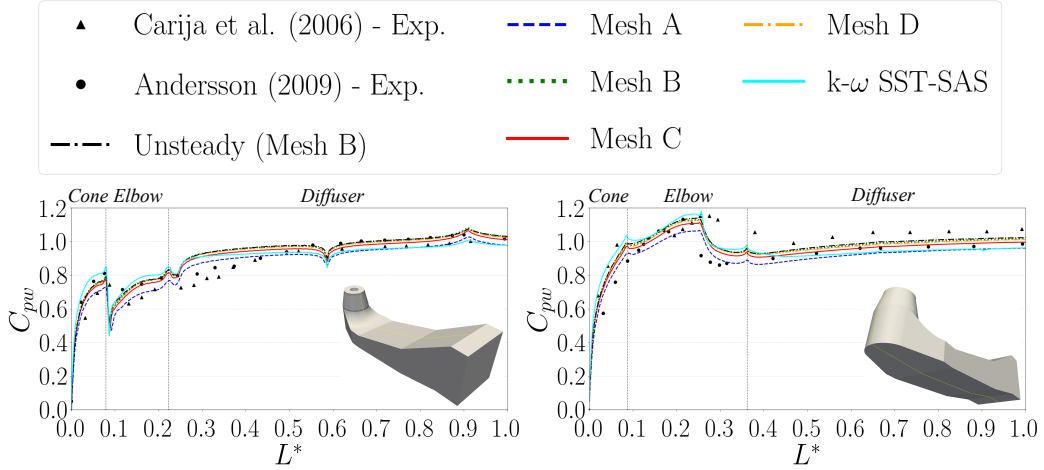 Carija et al. (2006) - Exp.
Andersson (2009) - Exp.
Unsteady (Mesh B)
Mesh A
Mesh B
Mesh C
Mesh D
k-ω SST-SAS
Cone Elbow Diffuser
1.2
1.0
0.8
0.6
0.4
0.2
0.0
C_pw
0.0 0.1 0.2 0.3 0.4 0.5 0.6 0.7 0.8 0.9 1.0
L*
Cone Elbow Diffuser
1.2
1.0
0.8
0.6
0.4
0.2
0.0
C_pw
0.0 0.1 0.2 0.3 0.4 0.5 0.6 0.7 0.8 0.9 1.0
L*